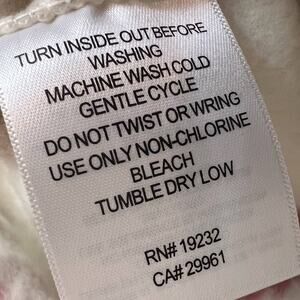 TURN INSIDE OUT BEFORE
WASHING
MACHINE WASH COLD
GENTLE CYCLE
DO NOT TWIST OR WRING
USE ONLY NON-CHLORINE
BLEACH
TUMBLE DRY LOW
RN# 19232
CA# 29961